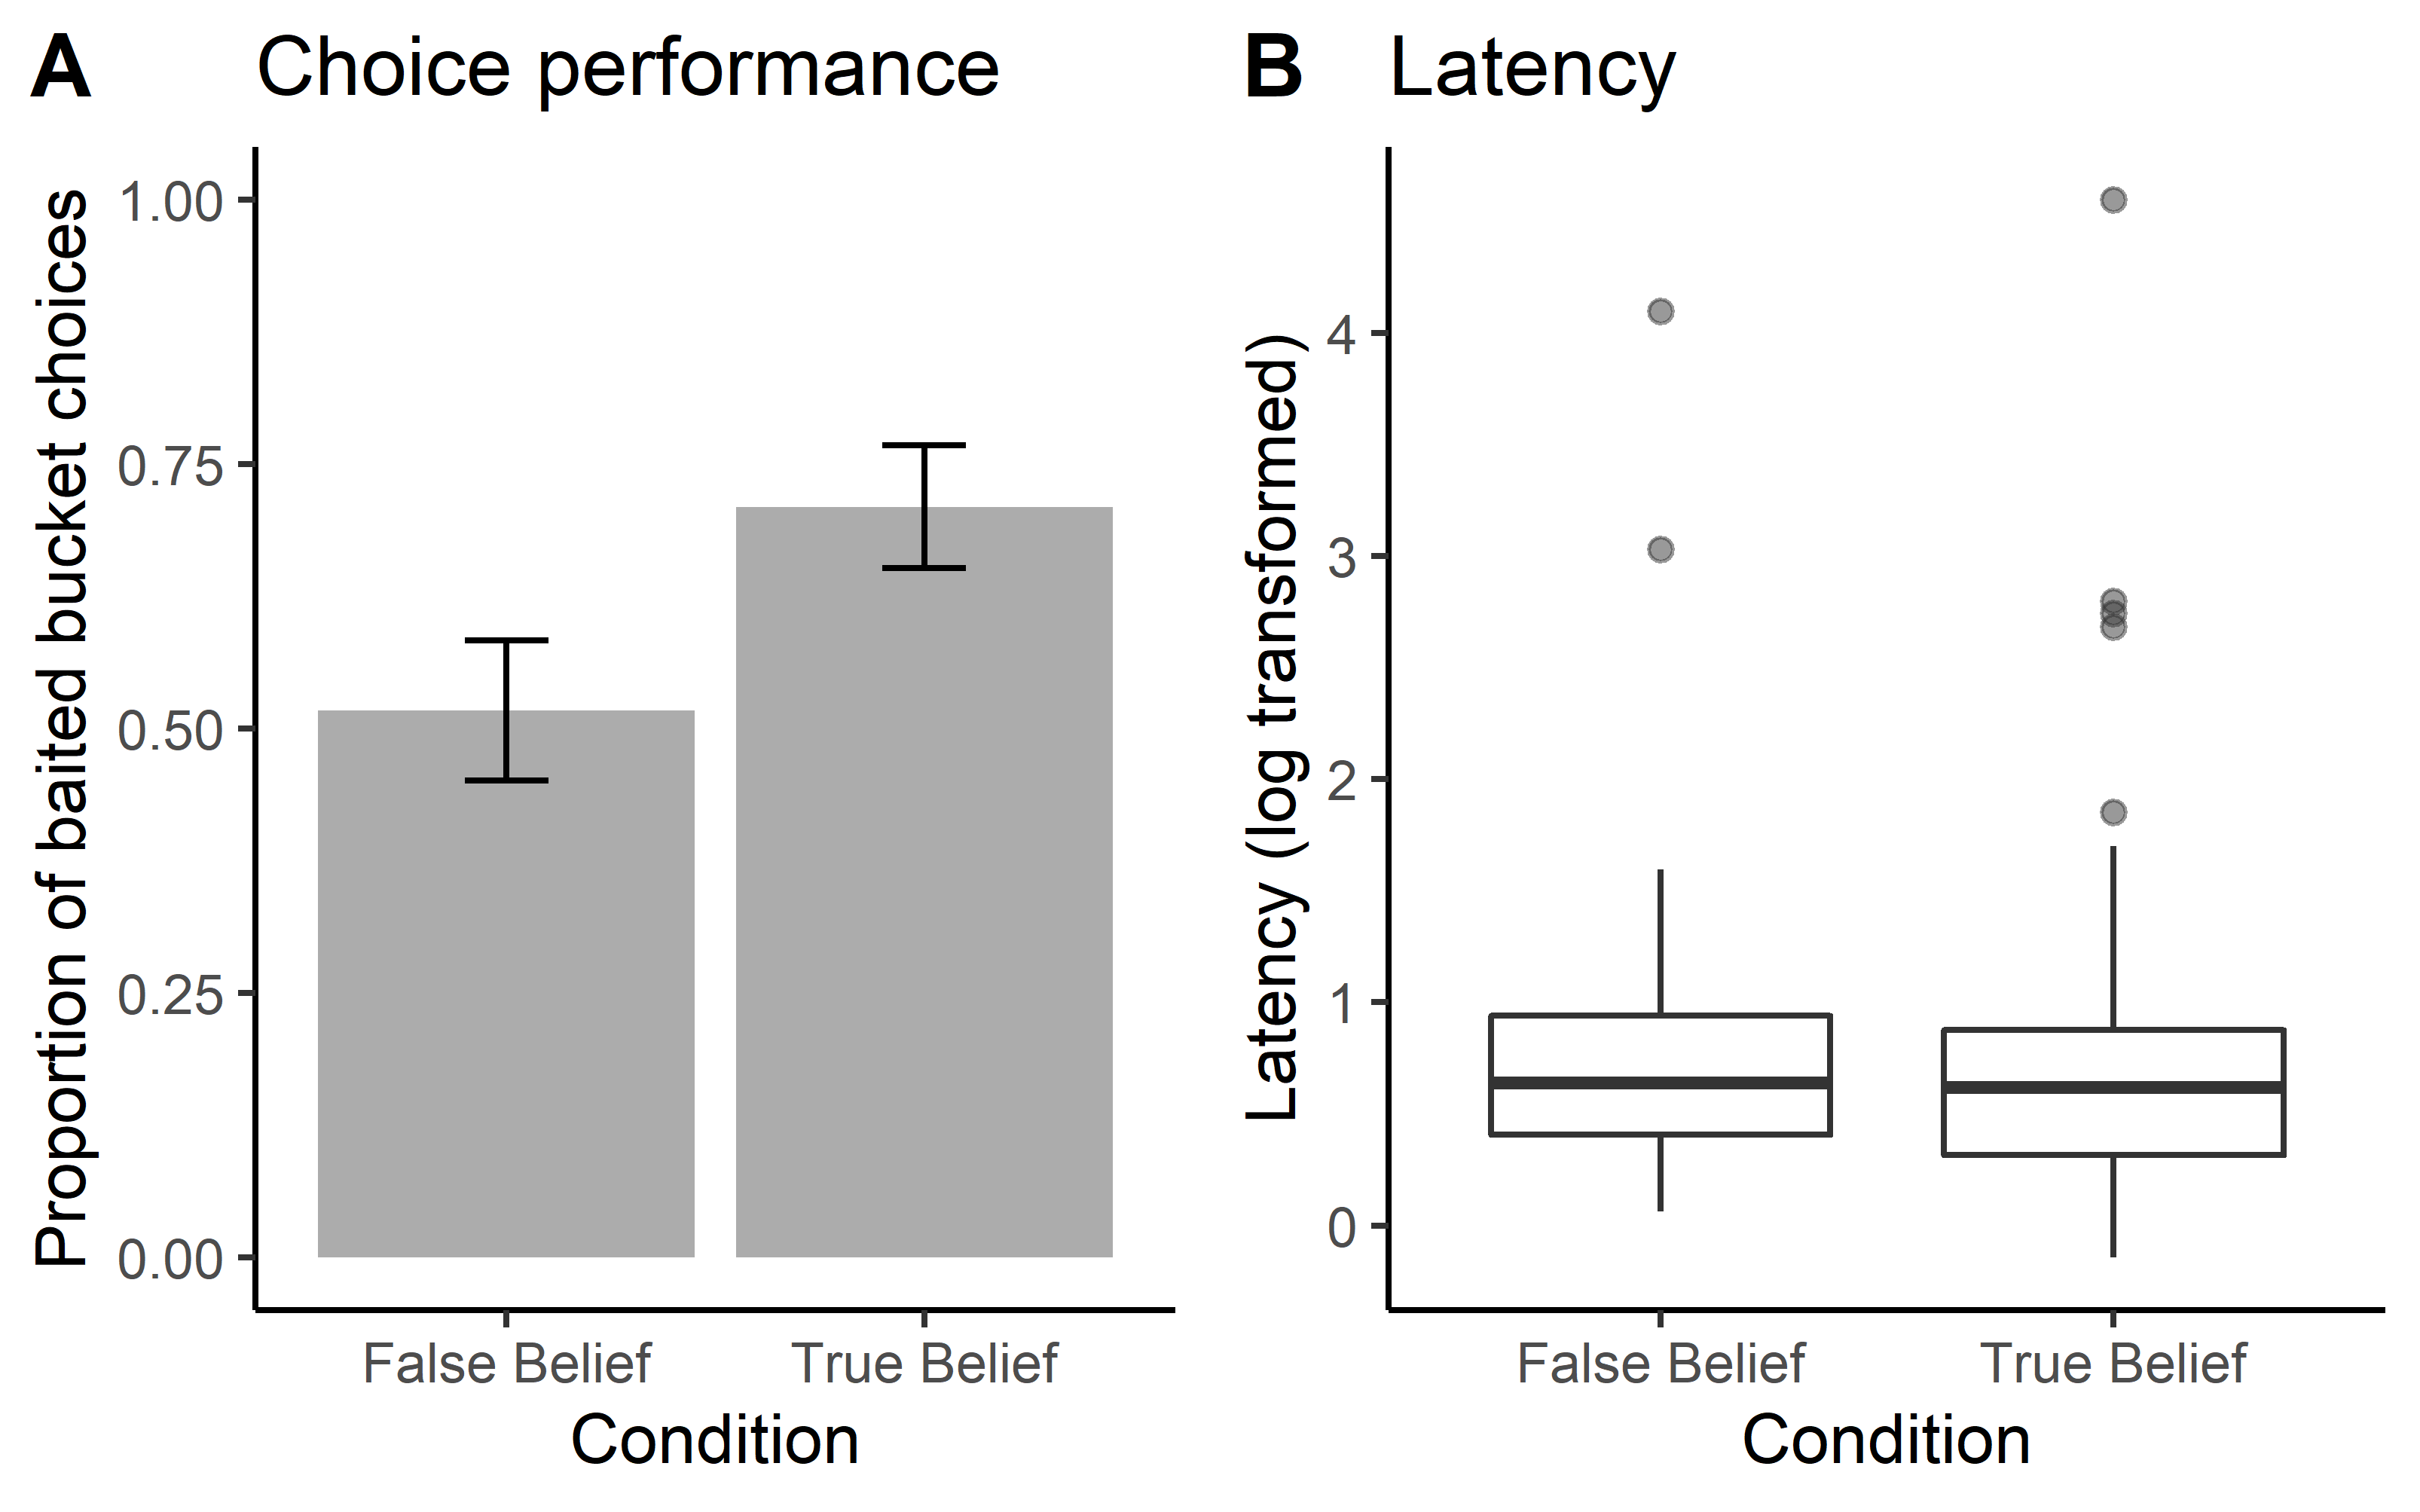 A Choice performance
Proportion of baited bucket choices
1.00
0.75
0.50
0.25
0.00
False Belief True Belief
Condition
B Latency
Latency (log transformed)
4
3
2
1
0
False Belief True Belief
Condition